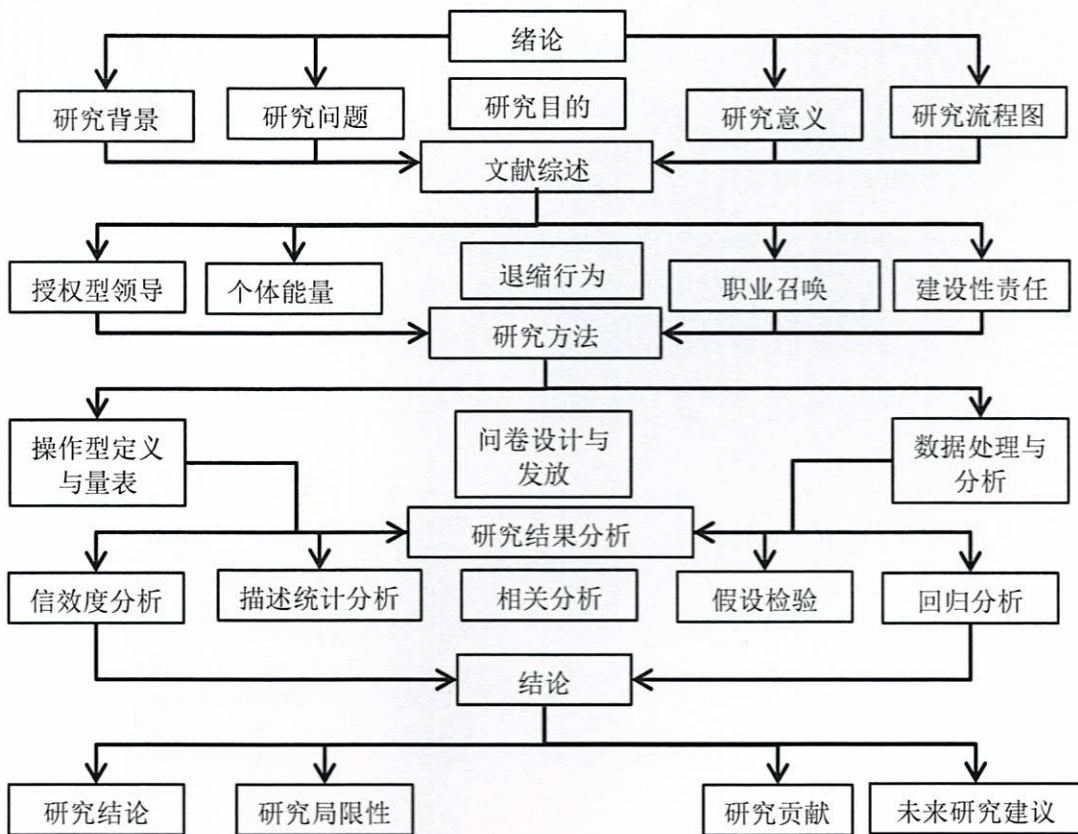 绪论
研究背景
研究问题
研究目的
研究意义
研究流程图
文献综述
授权型领导
个体能量
退缩行为
职业召唤
建设性责任
研究方法
操作型定义
与量表
问卷设计与
发放
数据处理与
分析
研究结果分析
信效度分析
描述统计分析
相关分析
假设检验
回归分析
结论
研究结论
研究局限性
研究贡献
未来研究建议